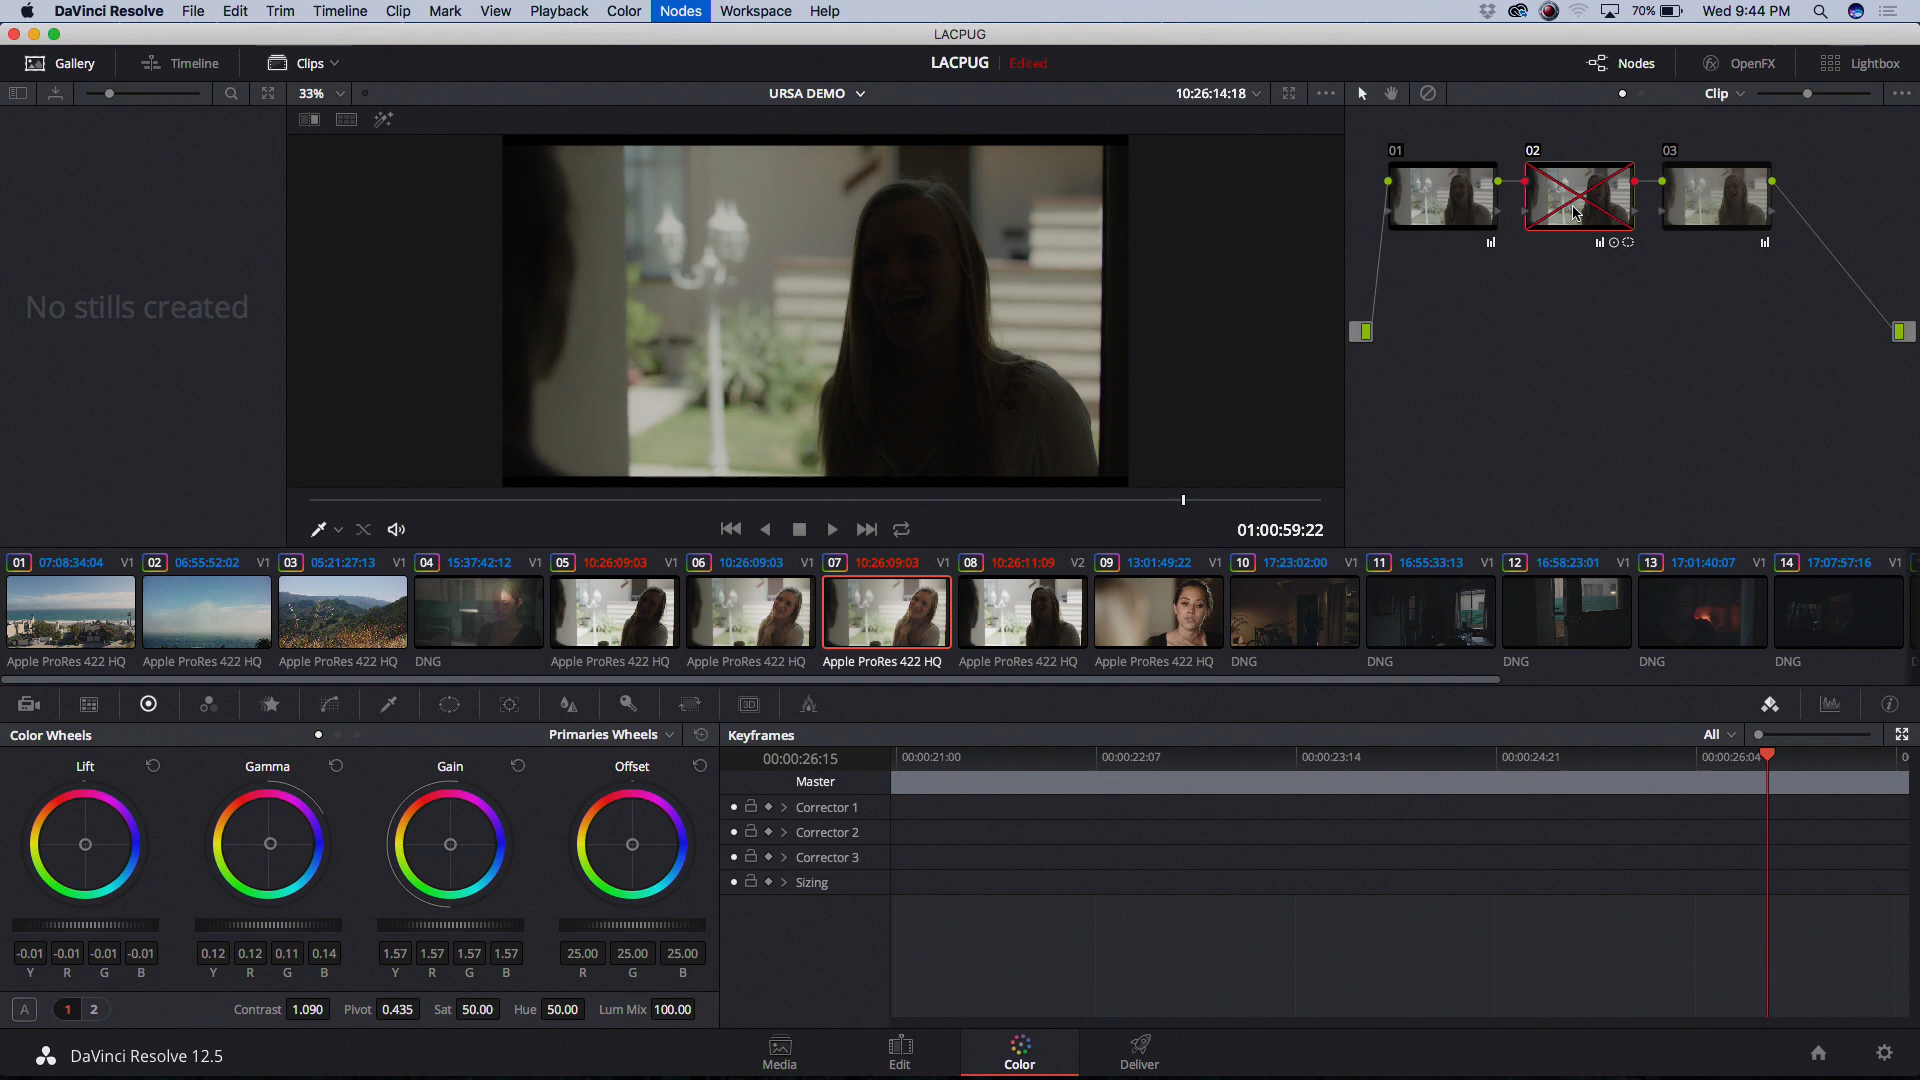 DaVinci Resolve File Edit Trim Timeline Clip Mark View Playback Color Nodes Workspace Help 70% Wed 9:44 PM
LACPUG
Gallery Timeline Clips LACPUG Edited Nodes OpenFX Lightbox
33% URSA DEMO 10:26:14:18 Clip
01 02 03
No stills created
01:00:59:22
01 07:08:34:04 V1 02 06:55:52:02 V1 03 05:21:27:13 V1 04 15:37:42:12 V1 05 10:26:09:03 V1 06 10:26:09:03 V1 07 10:26:09:03 V1 08 10:26:11:09 V2 09 13:01:49:22 V1 10 17:23:02:00 V1 11 16:55:33:13 V1 12 16:58:23:01 V1 13 17:01:40:07 V1 14 17:07:57:16 V1
Apple ProRes 422 HQ Apple ProRes 422 HQ Apple ProRes 422 HQ DNG Apple ProRes 422 HQ Apple ProRes 422 HQ Apple ProRes 422 HQ Apple ProRes 422 HQ Apple ProRes 422 HQ DNG DNG DNG DNG DNG
3D
Color Wheels Primaries Wheels Keyframes All
00:00:26:15 00:00:21:00 00:00:22:07 00:00:23:14 00:00:24:21 00:00:26:04
Lift Gamma Gain Offset
Master
Corrector 1
Corrector 2
Corrector 3
Sizing
-0.01 -0.01 -0.01 -0.01 0.12 0.12 0.11 0.14 1.57 1.57 1.57 1.57 25.00 25.00 25.00
Y R G B Y R G B Y R G B R G B
A 1 2 Contrast 1.090 Pivot 0.435 Sat 50.00 Hue 50.00 Lum Mix 100.00
DaVinci Resolve 12.5 Media Edit Color Deliver